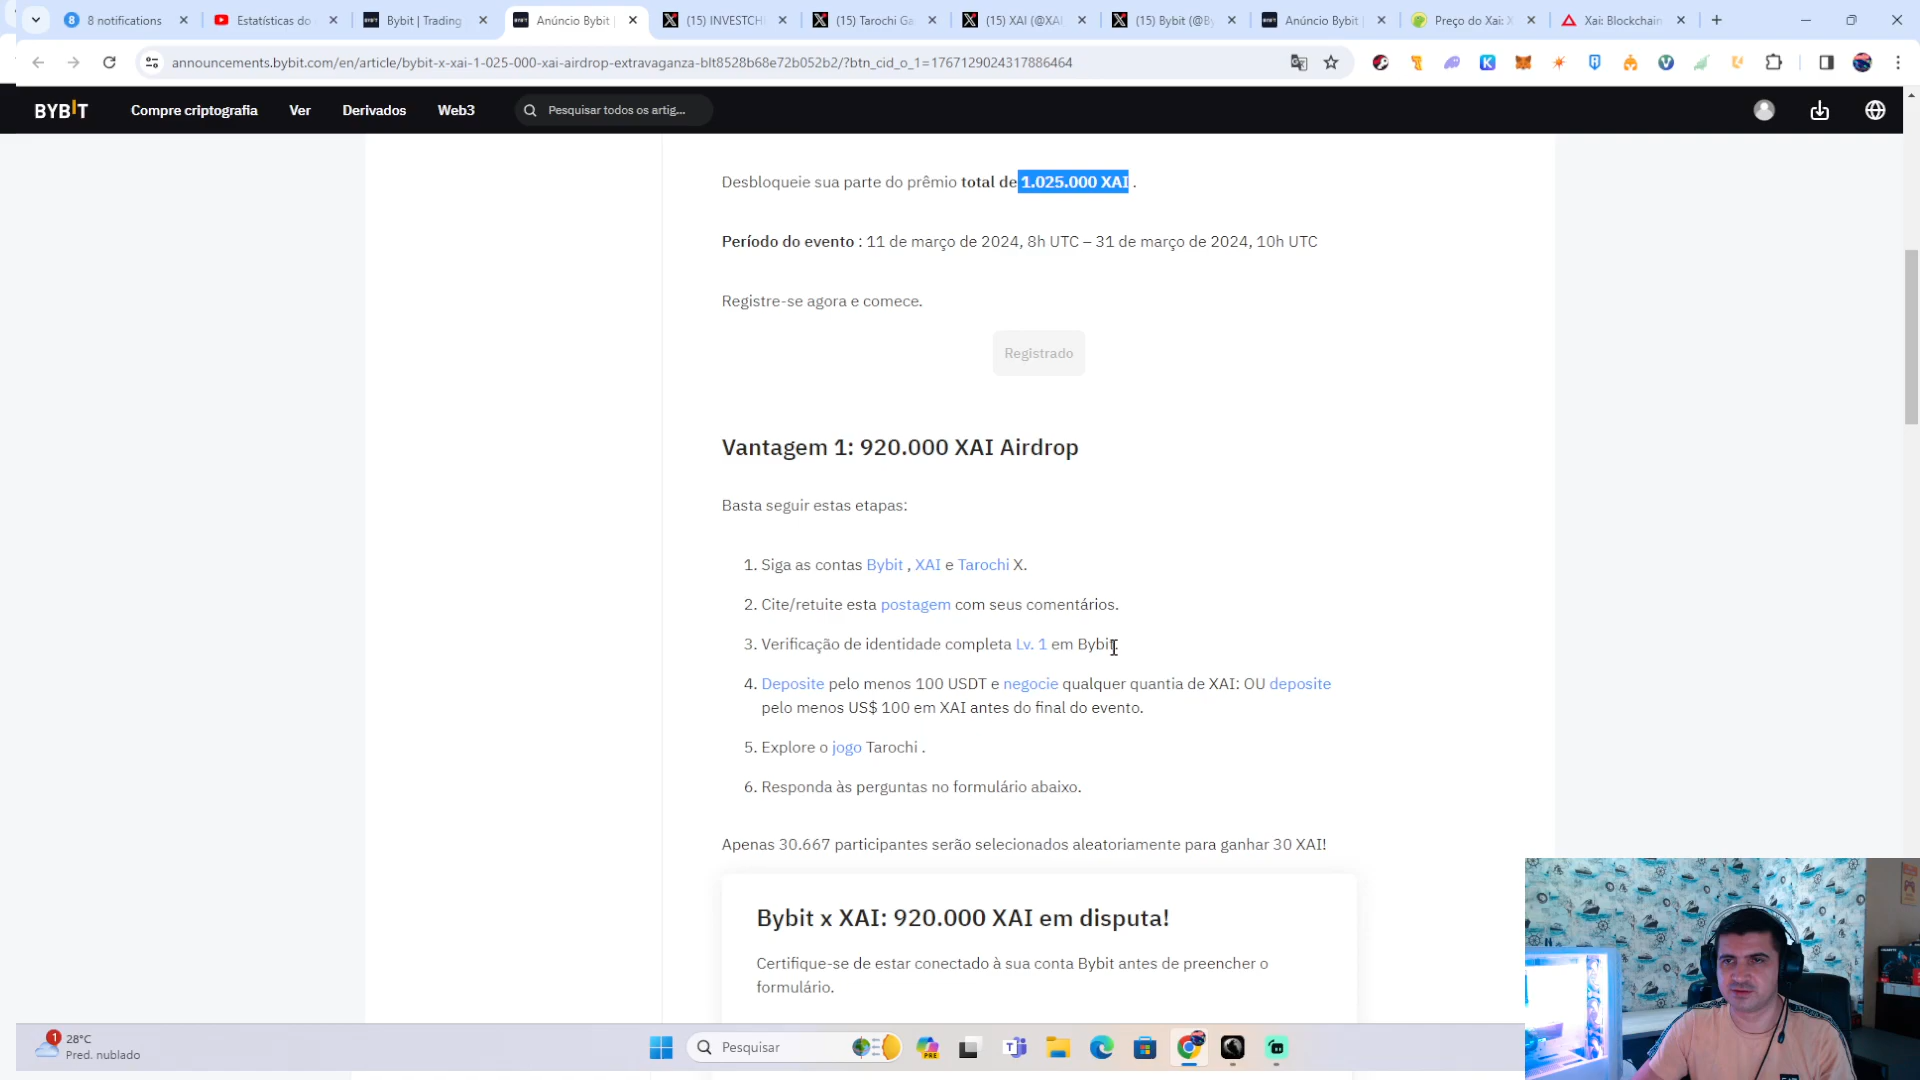 8 notifications
Estatísticas do
Bybit | Trading
Anúncio Bybit |
(15) INVESTCH
(15) Tarochi Ga
(15) XAI (@XAI
(15) Bybit (@By
Anúncio Bybit |
Preço do Xai: X
Xai: Blockchain
announcements.bybit.com/en/article/bybit-x-xai-1-025-000-xai-airdrop-extravaganza-blt8528b68e72b052b2/?btn_cid_o_1=1767129024317886464
BYBIT
Compre criptografia
Ver
Derivados
Web3
Pesquisar todos os artig...
Desbloqueie sua parte do prêmio total de 1.025.000 XAI .
Período do evento : 11 de março de 2024, 8h UTC – 31 de março de 2024, 10h UTC
Registre-se agora e comece.
Registrado
Vantagem 1: 920.000 XAI Airdrop
Basta seguir estas etapas:
1. Siga as contas Bybit , XAI e Tarochi X.
2. Cite/retuite esta postagem com seus comentários.
3. Verificação de identidade completa Lv. 1 em Bybit
4. Deposite pelo menos 100 USDT e negocie qualquer quantia de XAI: OU deposite
pelo menos US$ 100 em XAI antes do final do evento.
5. Explore o jogo Tarochi .
6. Responda às perguntas no formulário abaixo.
Apenas 30.667 participantes serão selecionados aleatoriamente para ganhar 30 XAI!
Bybit x XAI: 920.000 XAI em disputa!
Certifique-se de estar conectado à sua conta Bybit antes de preencher o
formulário.
1
28°C
Pred. nublado
Pesquisar
PRE